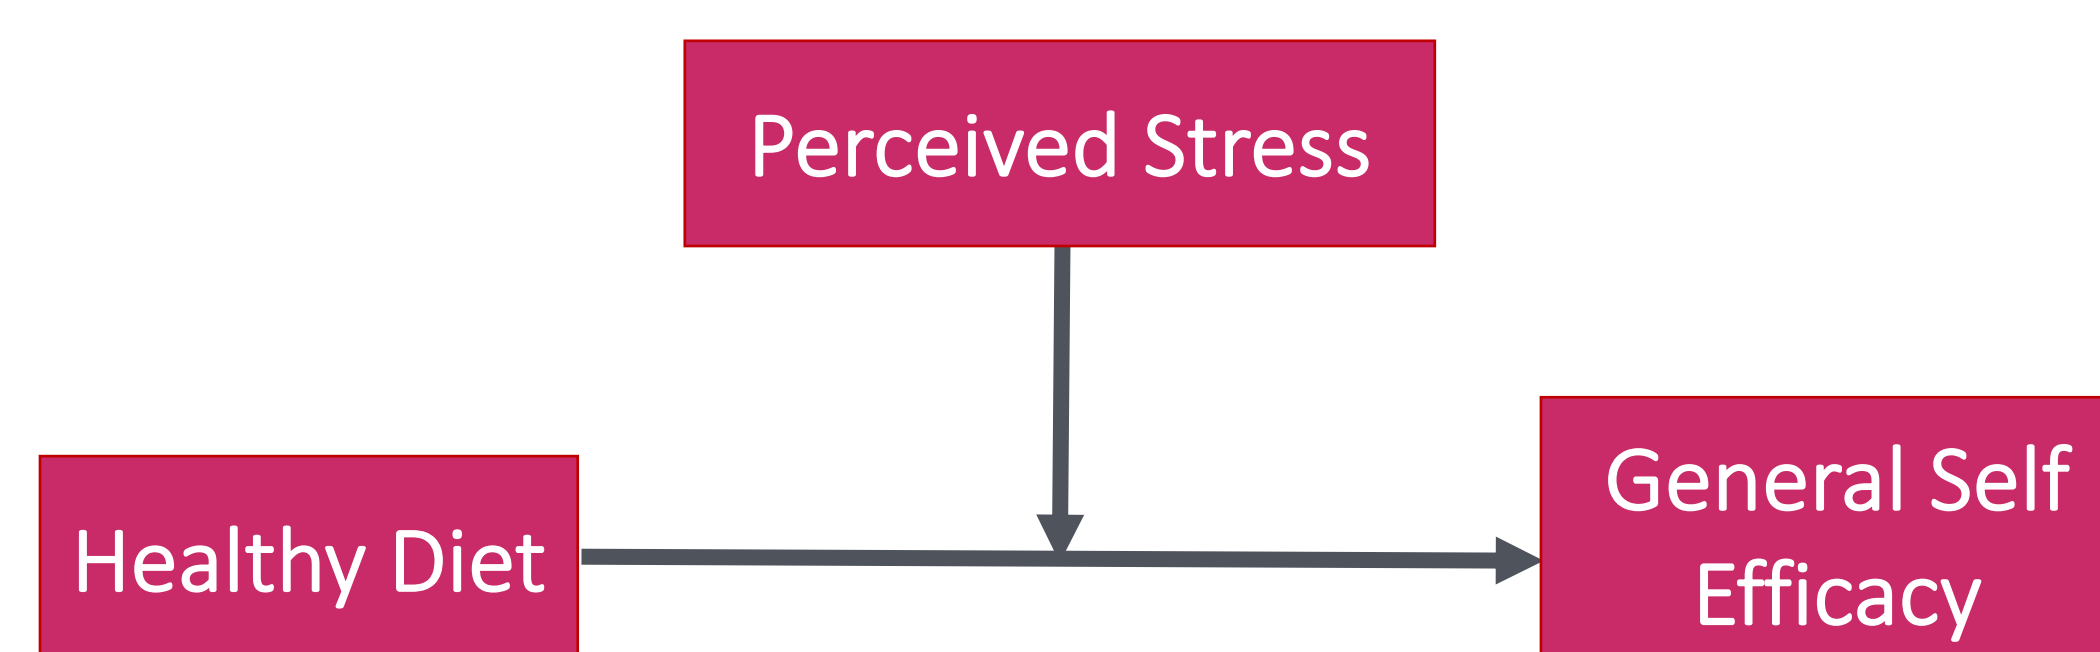 Perceived Stress
Healthy Diet
General Self
Efficacy